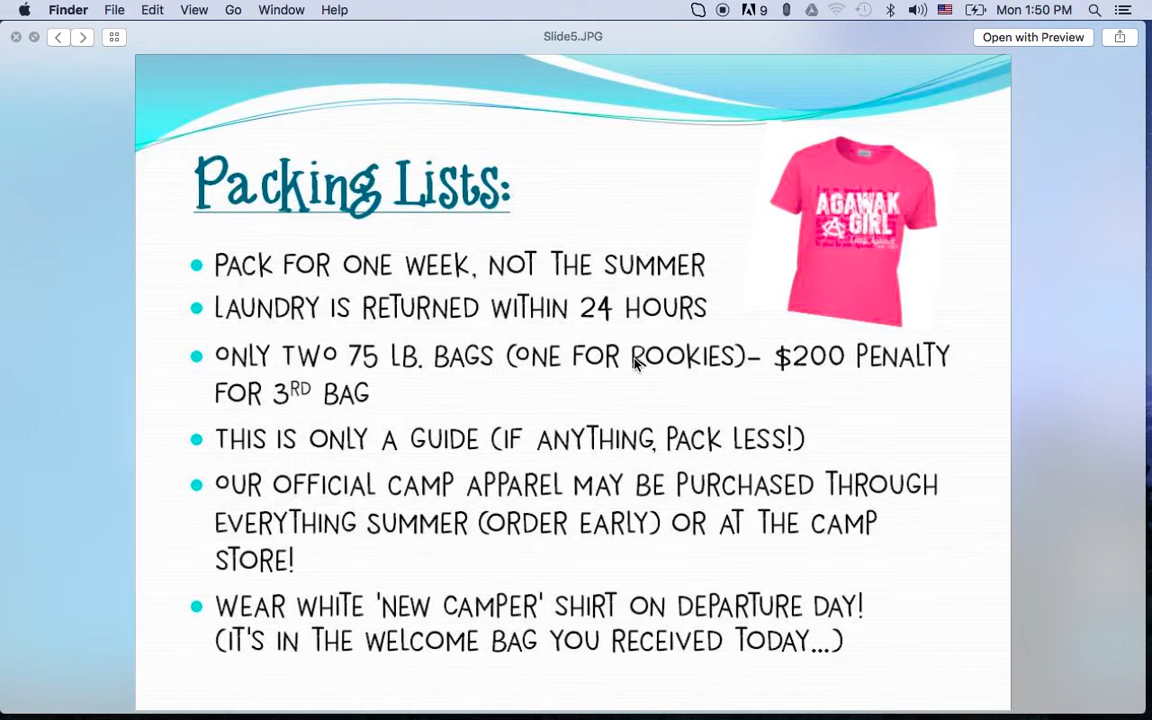 Finder File Edit View Go Window Help 9 Mon 1:50 PM
Slide5.JPG
Open with Preview
Packing Lists:
AGAWAK
GIRL
PACK FOR ONE WEEK, NOT THE SUMMER
LAUNDRY IS RETURNED WITHIN 24 HOURS
ONLY TWO 75 LB. BAGS (ONE FOR ROOKIES)- $200 PENALTY
FOR 3RD BAG
THIS IS ONLY A GUIDE (IF ANYTHING, PACK LESS!)
OUR OFFICIAL CAMP APPAREL MAY BE PURCHASED THROUGH
EVERYTHING SUMMER (ORDER EARLY) OR AT THE CAMP
STORE!
WEAR WHITE 'NEW CAMPER' SHIRT ON DEPARTURE DAY!
(IT'S IN THE WELCOME BAG YOU RECEIVED TODAY...)